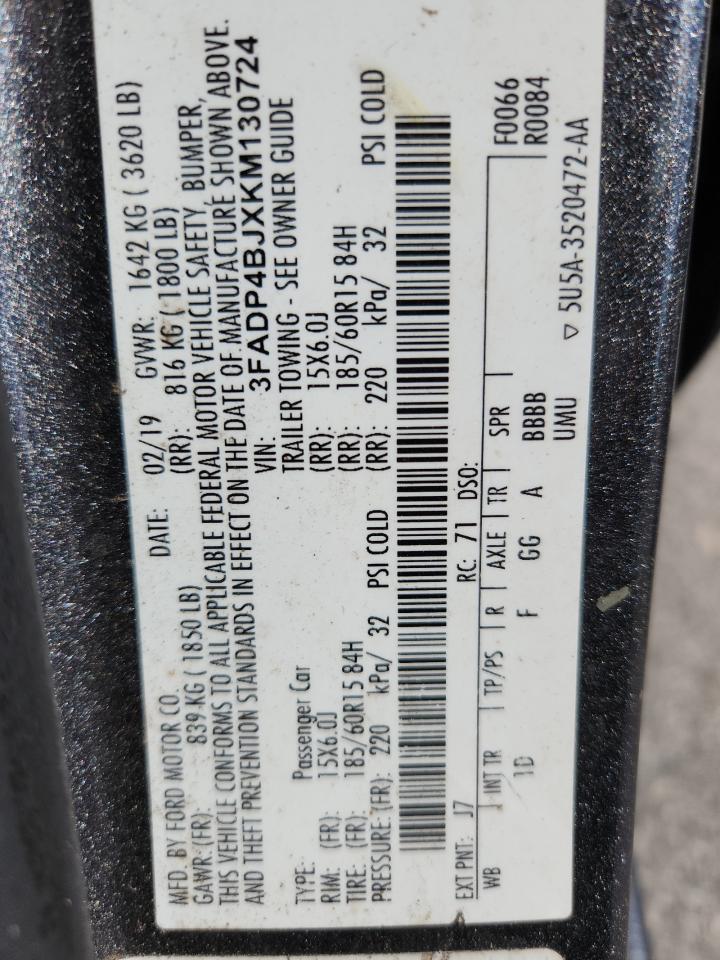 MFD. BY FORD MOTOR CO. DATE: 02/19 GVWR: 1642 KG ( 3620 LB)
GAWR: (FR): 839 KG ( 1850 LB) (RR): 816 KG ( 1800 LB)
THIS VEHICLE CONFORMS TO ALL APPLICABLE FEDERAL MOTOR VEHICLE SAFETY, BUMPER,
AND THEFT PREVENTION STANDARDS IN EFFECT ON THE DATE OF MANUFACTURE SHOWN ABOVE.
VIN: 3FADP4BJXKM130724
TYPE: Passenger Car TRAILER TOWING - SEE OWNER GUIDE
RIM: (FR): 15X6.0J (RR): 15X6.0J
TIRE: (FR): 185/60R15 84H (RR): 185/60R15 84H
PRESSURE: (FR): 220 kPa/ 32 PSI COLD (RR): 220 kPa/ 32 PSI COLD
EXT PNT: J7 RC: 71 DSO: F0066
R0084
WB INT TR TP/PS R AXLE TR SPR
1D F GG A BBBB
UMU
▽ 5U5A-3520472-AA